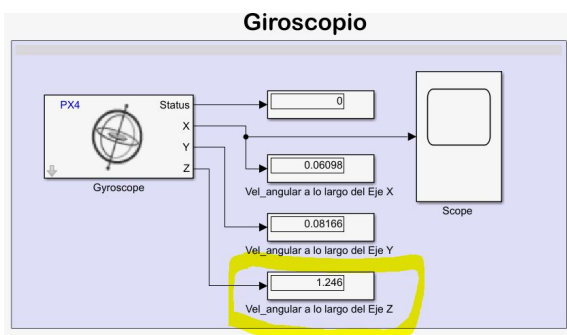 Giroscopio
PX4
Status
0
X
Y
0.06098
Z
Gyroscope
Vel_angular a lo largo del Eje X
Scope
0.08166
Vel_angular a lo largo del Eje Y
1.246
Vel_angular a lo largo del Eje Z